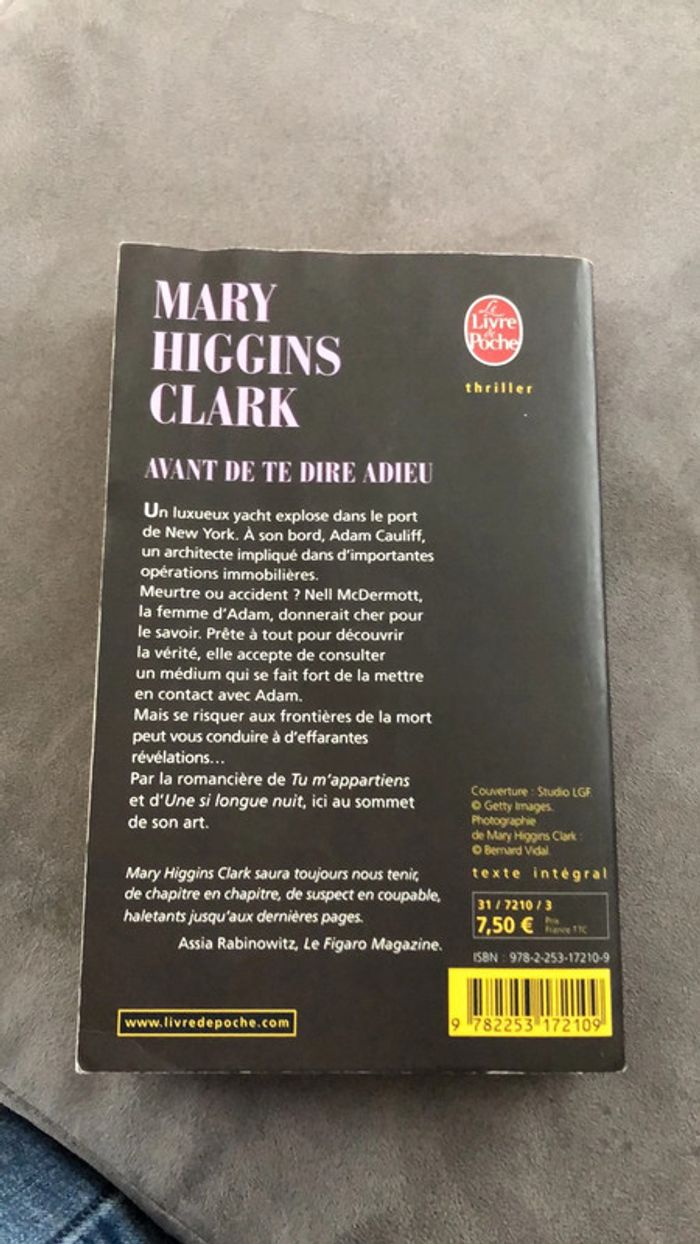 MARY
HIGGINS
CLARK
Le
Livre
de
Poche
thriller
AVANT DE TE DIRE ADIEU
Un luxueux yacht explose dans le port
de New York. À son bord, Adam Cauliff,
un architecte impliqué dans d'importantes
opérations immobilières.
Meurtre ou accident ? Nell McDermott,
la femme d'Adam, donnerait cher pour
le savoir. Prête à tout pour découvrir
la vérité, elle accepte de consulter
un médium qui se fait fort de la mettre
en contact avec Adam.
Mais se risquer aux frontières de la mort
peut vous conduire à d'effarantes
révélations...
Par la romancière de Tu m'appartiens
et d'Une si longue nuit, ici au sommet
de son art.
Mary Higgins Clark saura toujours nous tenir,
de chapitre en chapitre, de suspect en coupable,
haletants jusqu'aux dernières pages.
Assia Rabinowitz, Le Figaro Magazine.
www.livredepoche.com
Couverture : Studio LGF.
© Getty Images.
Photographie
de Mary Higgins Clark :
© Bernard Vidal.
texte intégral
31 / 7210 / 3
7,50 €
Prix
France TTC
ISBN : 978-2-253-17210-9
9 782253 172109